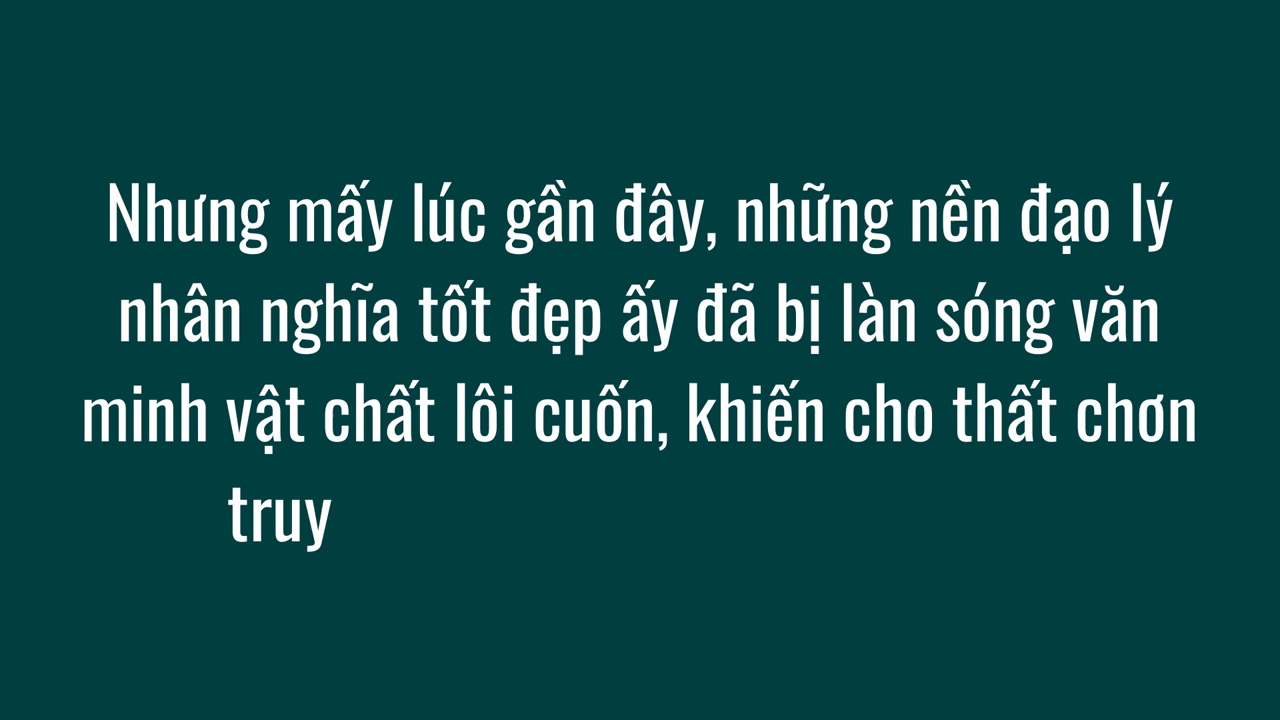 Nhưng mấy lúc gần đây, những nền đạo lý
nhân nghĩa tốt đẹp ấy đã bị làn sóng văn
minh vật chất lôi cuốn, khiến cho thất chơn
truy